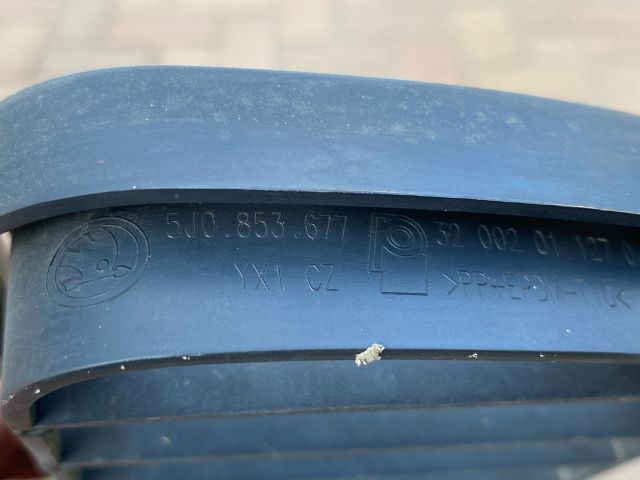 5J0.853.677
YX1 CZ
32 002 01 127
>PP+EPDM-T10<